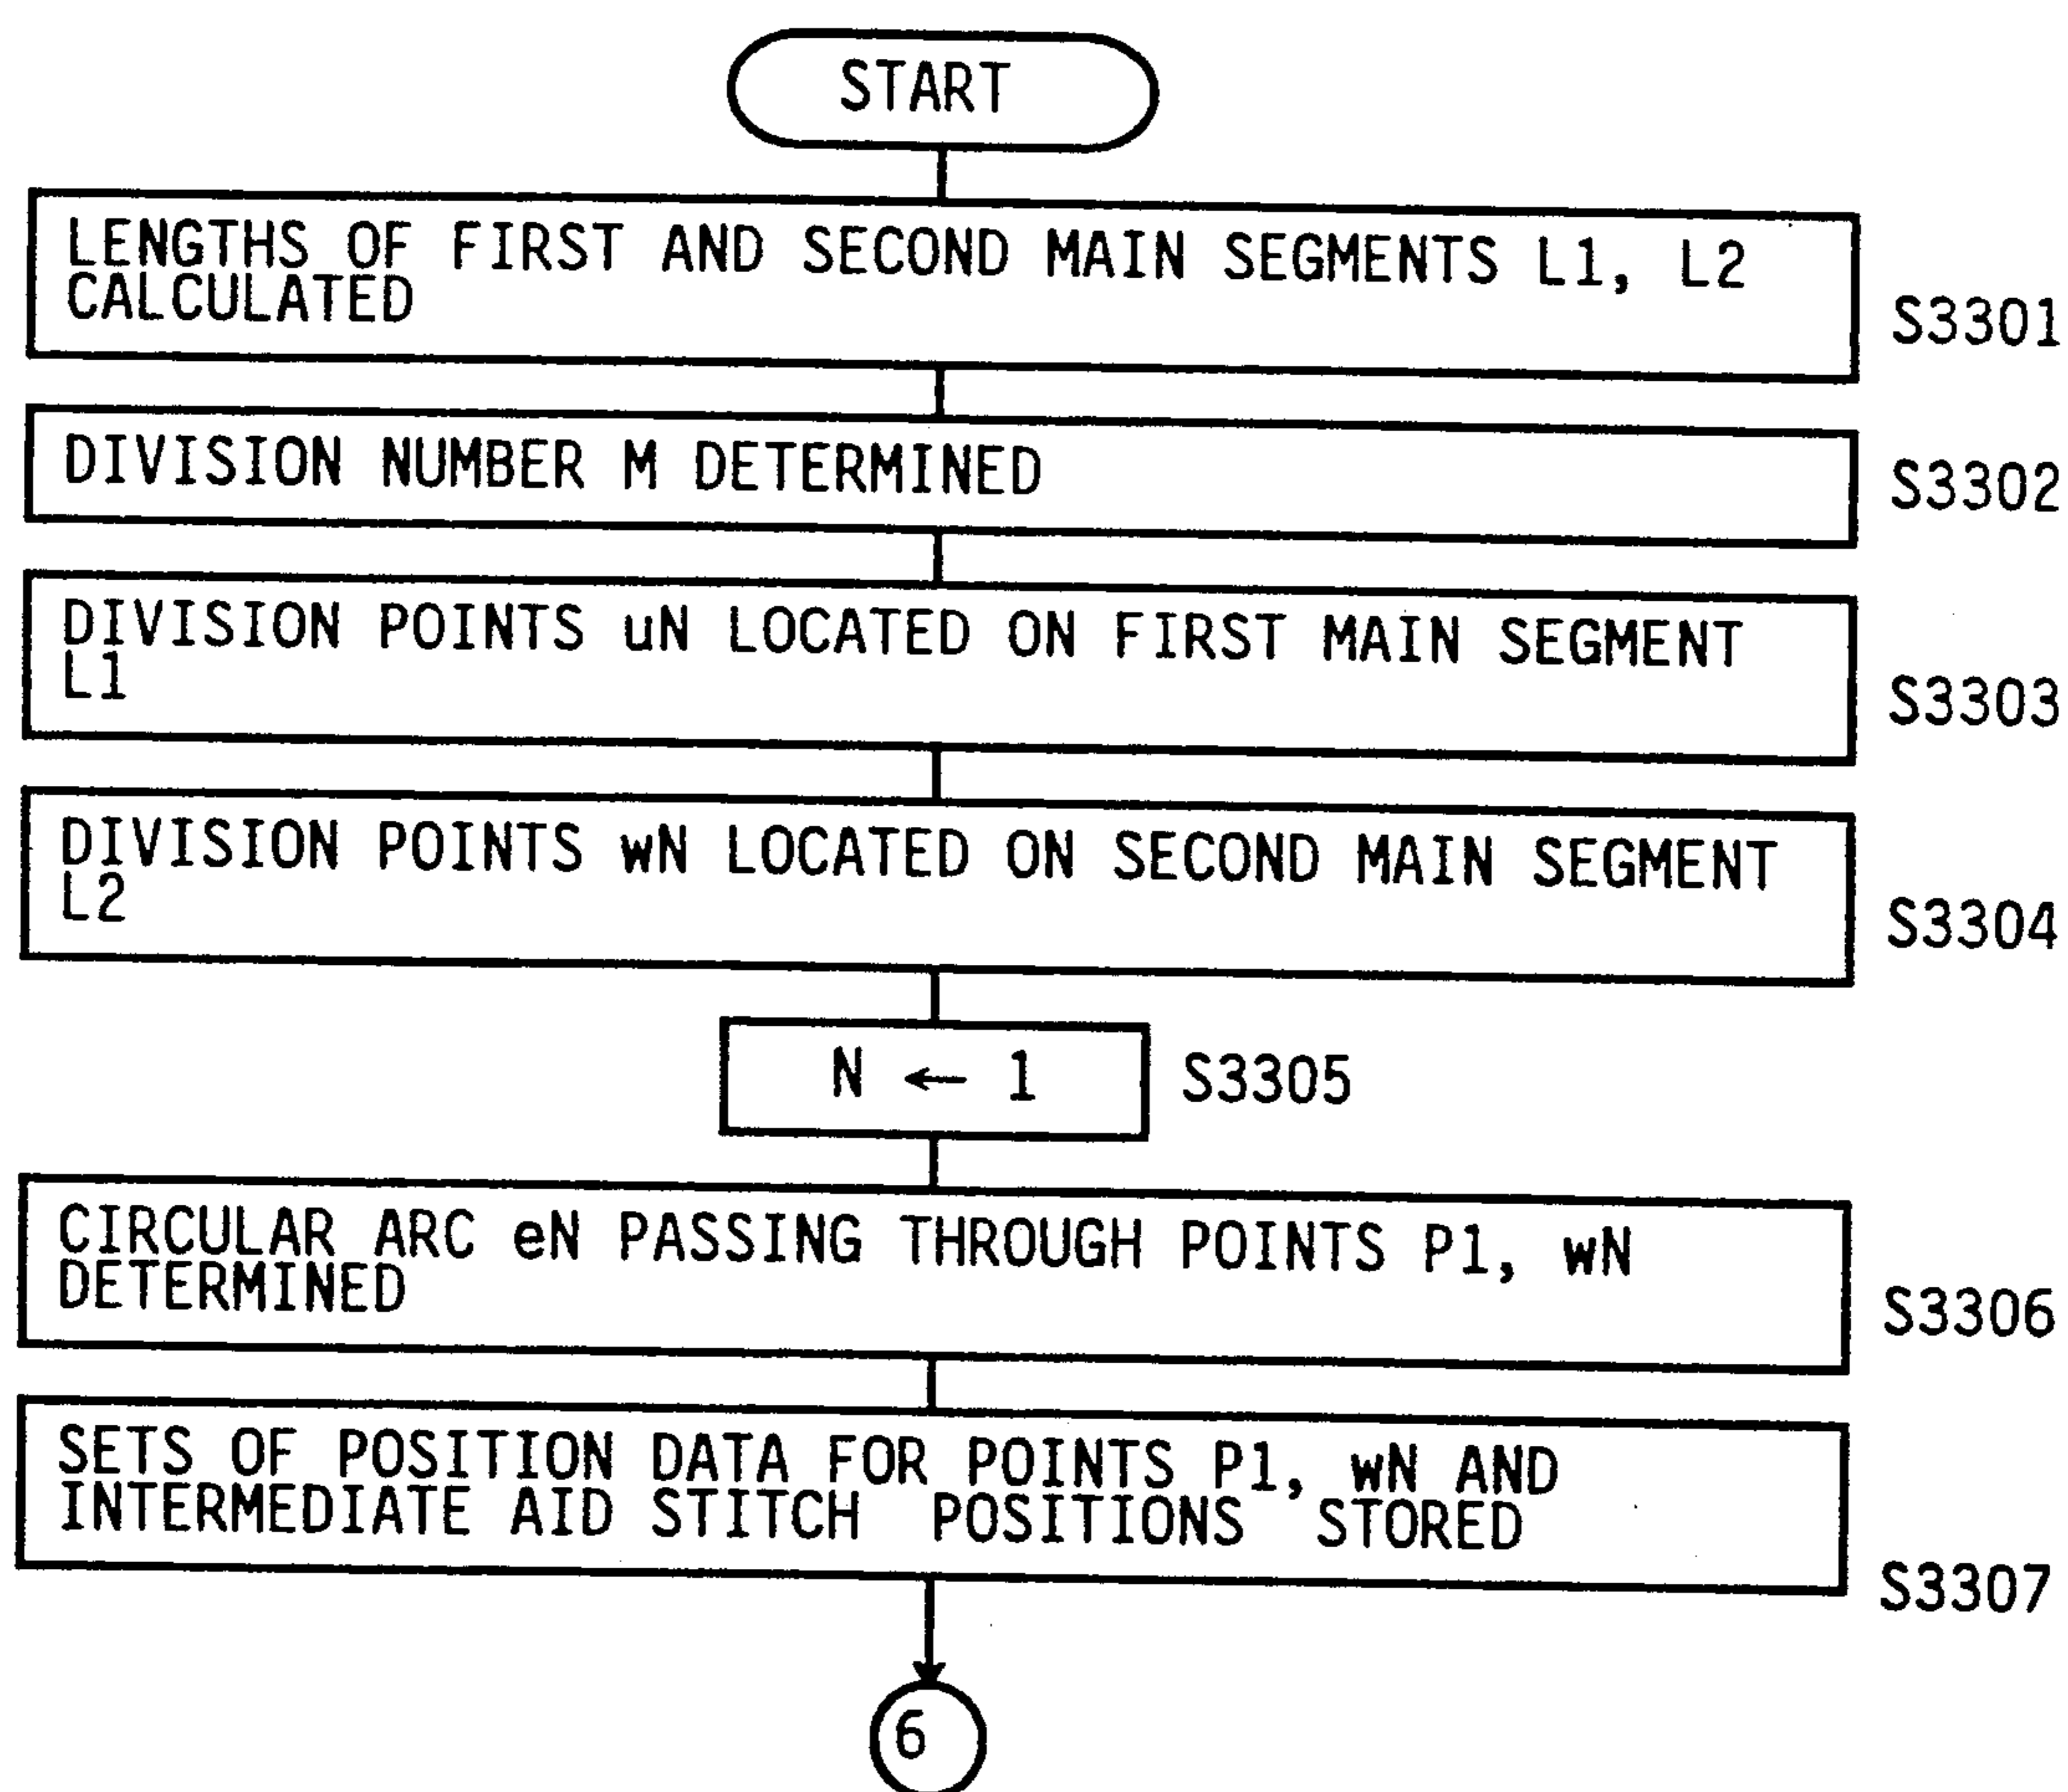 START
LENGTHS OF FIRST AND SECOND MAIN SEGMENTS L1, L2
CALCULATED
S3301
DIVISION NUMBER M DETERMINED
S3302
DIVISION POINTS uN LOCATED ON FIRST MAIN SEGMENT
L1
S3303
DIVISION POINTS wN LOCATED ON SECOND MAIN SEGMENT
L2
S3304
N ← 1
S3305
CIRCULAR ARC eN PASSING THROUGH POINTS P1, wN
DETERMINED
S3306
SETS OF POSITION DATA FOR POINTS P1, wN AND
INTERMEDIATE AID STITCH POSITIONS STORED
S3307
6